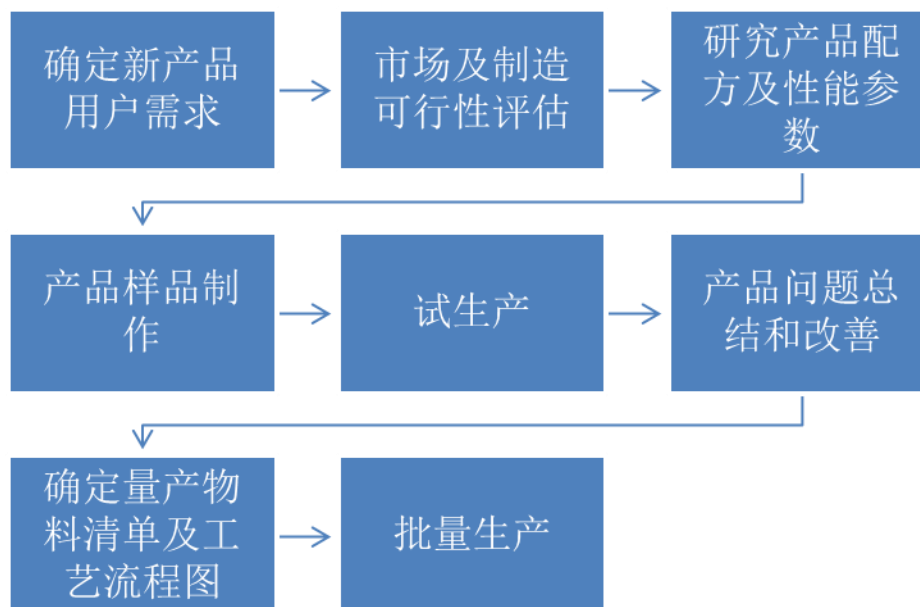 确定新产品
用户需求
市场及制造
可行性评估
研究产品配
方及性能参
数
产品样品制
作
试生产
产品问题总
结和改善
确定量产物
料清单及工
艺流程图
批量生产